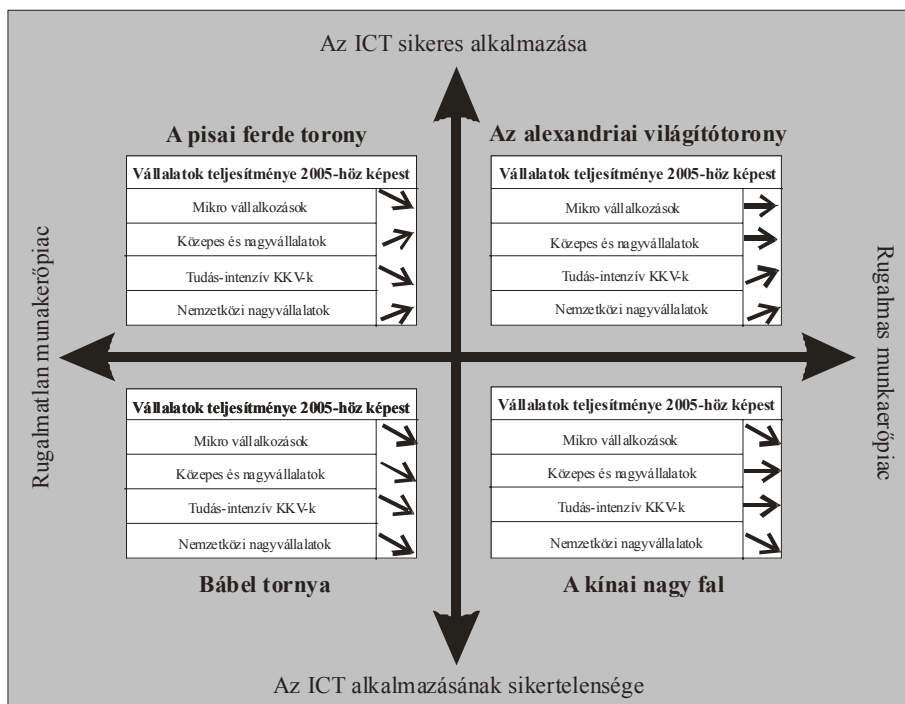 Az ICT sikeres alkalmazása
A pisai ferde torony
Vállalatok teljesítménye 2005-höz képest
Mikro vállalkozások
Közepes és nagyvállalatok
Tudás-intenzív KKV-k
Nemzetközi nagyvállalatok
Az alexandriai világítótorony
Vállalatok teljesítménye 2005-höz képest
Mikro vállalkozások
Közepes és nagyvállalatok
Tudás-intenzív KKV-k
Nemzetközi nagyvállalatok
Rugalmatlan munakerőpiac
Rugalmas munkaerőpiac
Vállalatok teljesítménye 2005-höz képest
Mikro vállalkozások
Közepes és nagyvállalatok
Tudás-intenzív KKV-k
Nemzetközi nagyvállalatok
Bábel tornya
Vállalatok teljesítménye 2005-höz képest
Mikro vállalkozások
Közepes és nagyvállalatok
Tudás-intenzív KKV-k
Nemzetközi nagyvállalatok
A kínai nagy fal
Az ICT alkalmazásának sikertelensége